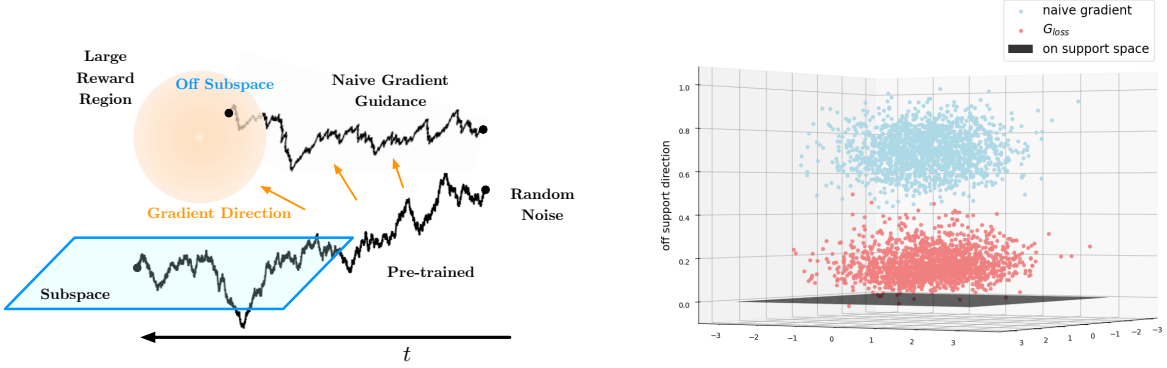 Large
Reward
Region
Off Subspace
Naive Gradient
Guidance
Gradient Direction
Random
Noise
Pre-trained
Subspace
t
naive gradient
G_loss
on support space
off support direction
1.0
0.8
0.6
0.4
0.2
0.0
−3 −2 −1 0 1 2 3
3 2 1 0 −1 −2 −3